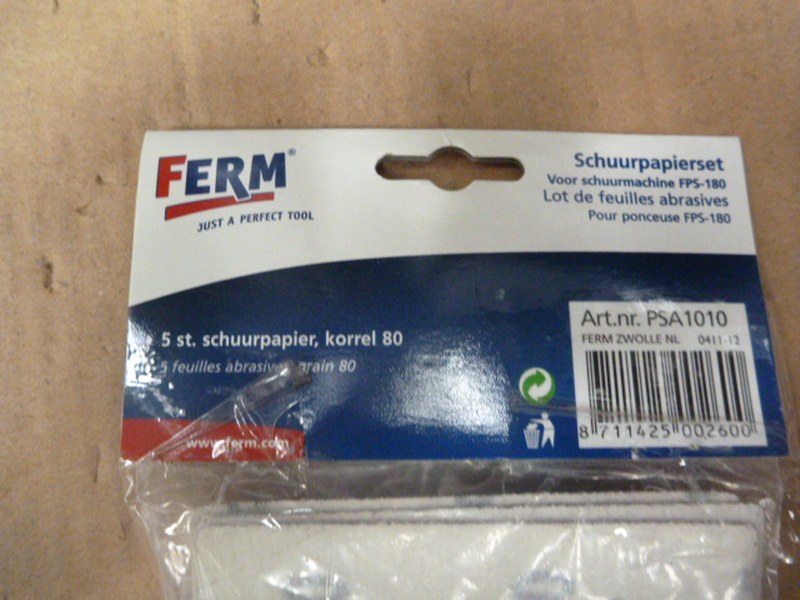 FERM®
JUST A PERFECT TOOL
Schuurpapierset
Voor schuurmachine FPS-180
Lot de feuilles abrasives
Pour ponceuse FPS-180
5 st. schuurpapier, korrel 80
5 feuilles abrasives grain 80
Art.nr. PSA1010
FERM ZWOLLE NL 0411-12
8 711425 002600
www.ferm.com